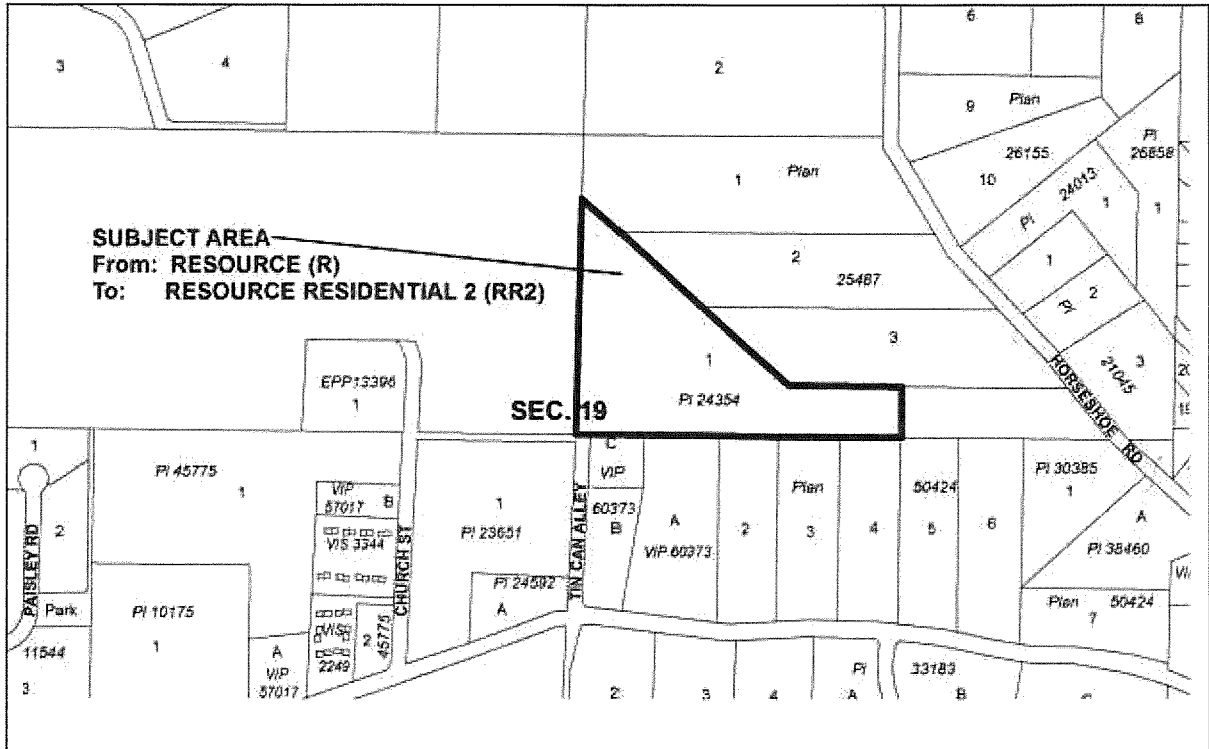 6
8
3
4
2
9
Plan
26155
10
Pl
26858
Pl 24013
1
1
1
Plan
SUBJECT AREA
From: RESOURCE (R)
To: RESOURCE RESIDENTIAL 2 (RR2)
2
25487
1
2
Pl
3
1
Pl 24354
3
21045
HORSESHOE RD
EPP13396
1
SEC. 19
1
Pl 45775
1
2
PAISLEY RD
VIP
57017
B
VIS 3344
CHURCH ST
1
Pl 23651
Pl 24592
A
TIN CAN ALLEY
C
VIP
60373
B
A
VIP 60373
2
Plan
3
4
50424
5
6
Pl 30385
1
A
Pl 38460
Plan 50424
7
Park
Pl 10175
1
11544
3
A
VIP
57017
VIS
2249
2
45775
2
3
4
Pl
A
33183
B